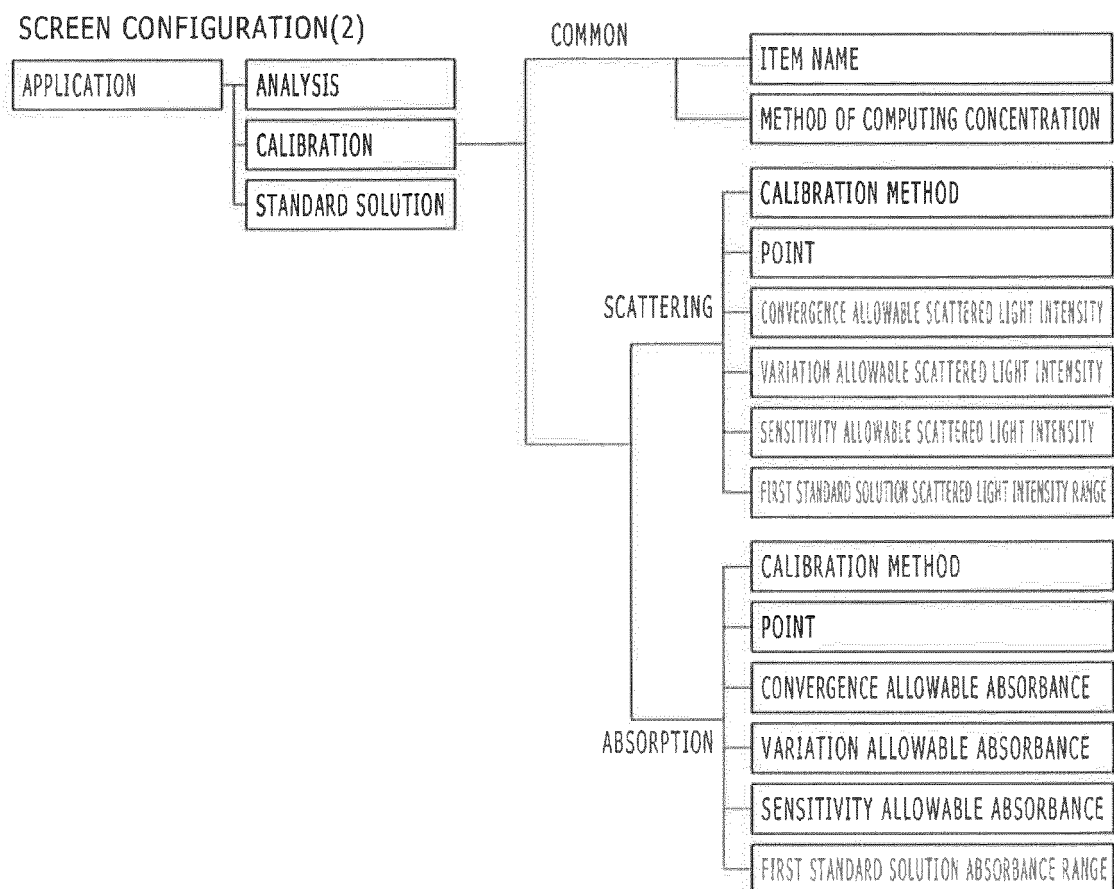 SCREEN CONFIGURATION(2)
APPLICATION
ANALYSIS
CALIBRATION
STANDARD SOLUTION
COMMON
ITEM NAME
METHOD OF COMPUTING CONCENTRATION
SCATTERING
CALIBRATION METHOD
POINT
CONVERGENCE ALLOWABLE SCATTERED LIGHT INTENSITY
VARIATION ALLOWABLE SCATTERED LIGHT INTENSITY
SENSITIVITY ALLOWABLE SCATTERED LIGHT INTENSITY
FIRST STANDARD SOLUTION SCATTERED LIGHT INTENSITY RANGE
ABSORPTION
CALIBRATION METHOD
POINT
CONVERGENCE ALLOWABLE ABSORBANCE
VARIATION ALLOWABLE ABSORBANCE
SENSITIVITY ALLOWABLE ABSORBANCE
FIRST STANDARD SOLUTION ABSORBANCE RANGE